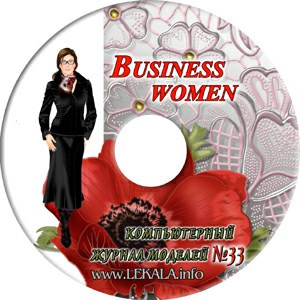 BUSINESS
WOMEN
КОМПЬЮТЕРНЫЙ
ЖУРНАЛ МОДЕЛЕЙ №33
www.LEKALA.info